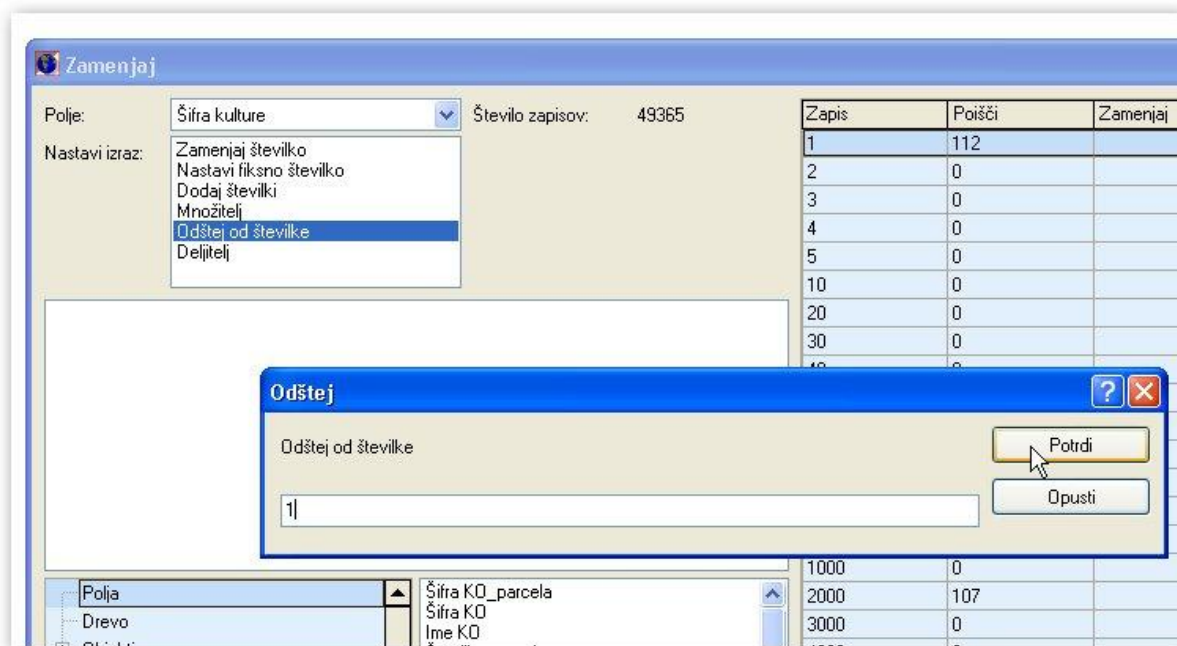 Zamenjaj
Polje: Šifra kulture Število zapisov: 49365
Nastavi izraz:
Zamenjaj številko
Nastavi fiksno številko
Dodaj številki
Množitelj
Odštej od številke
Deljitelj
Zapis Poišči Zamenjaj
1 112
2 0
3 0
4 0
5 0
10 0
20 0
30 0
Odštej
Odštej od številke
1
Potrdi
Opusti
1000 0
2000 107
3000 0
Polja
Drevo
Šifra KO_parcela
Šifra KO
Ime KO